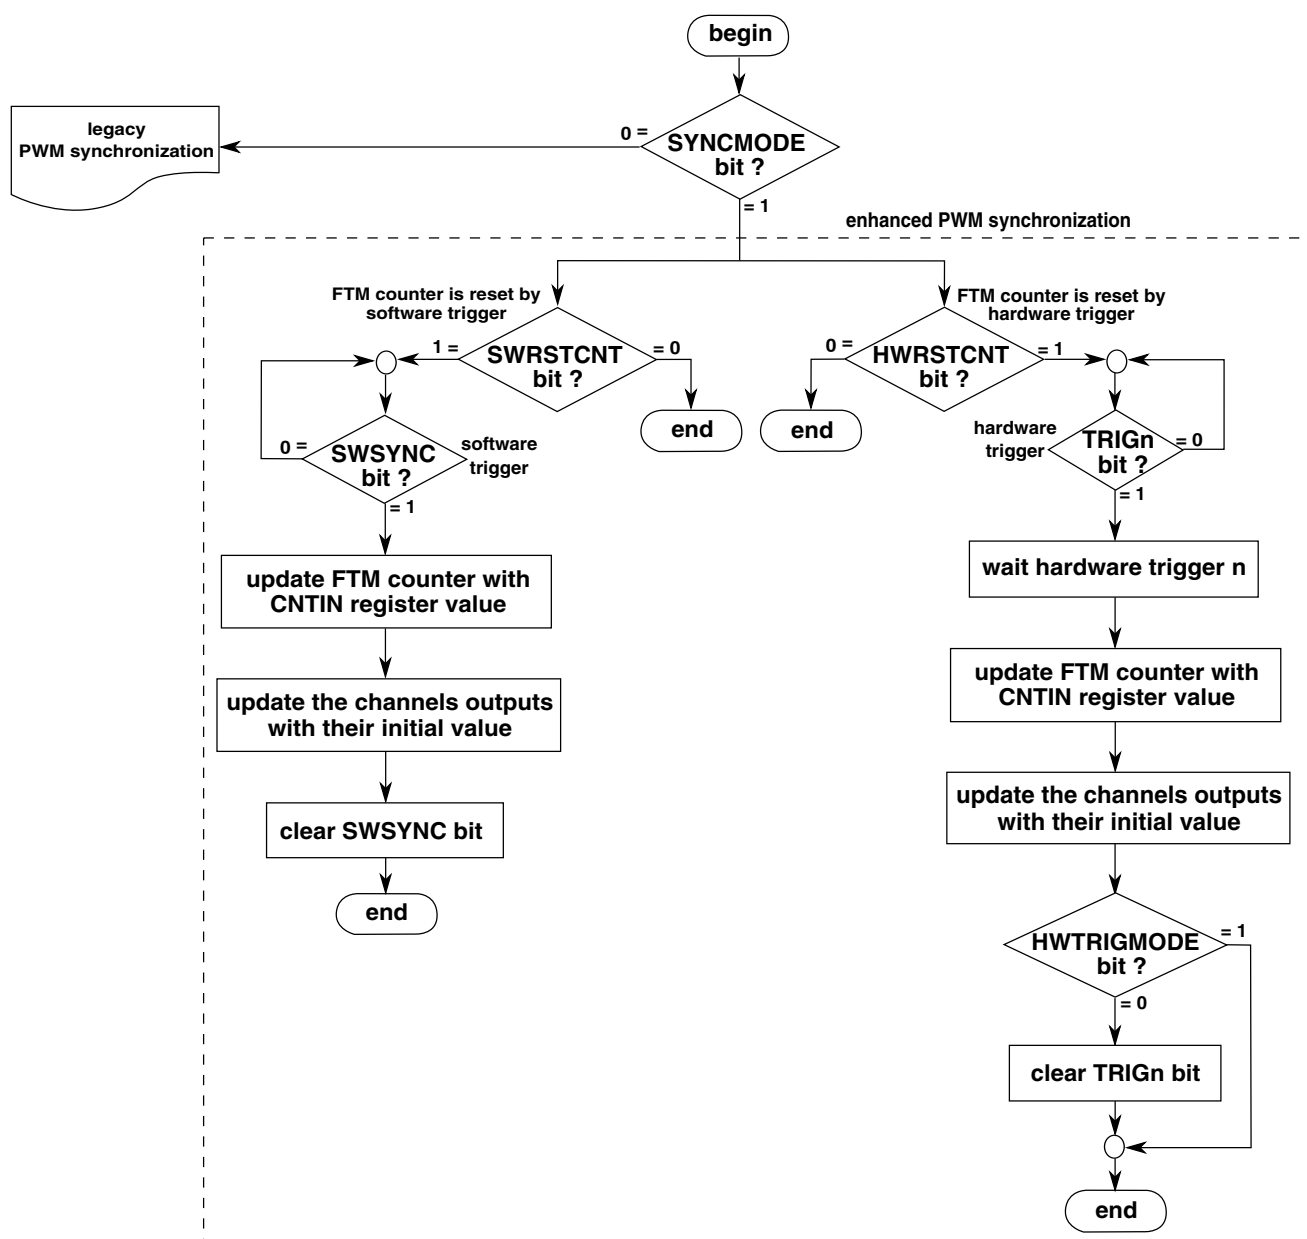 begin
legacy
PWM synchronization
0 =
SYNCMODE
bit ?
= 1
enhanced PWM synchronization
FTM counter is reset by
software trigger
1 =
SWRSTCNT
bit ?
= 0
end
0 =
SWSYNC
bit ?
software
trigger
= 1
update FTM counter with
CNTIN register value
update the channels outputs
with their initial value
clear SWSYNC bit
end
FTM counter is reset by
hardware trigger
0 =
HWRSTCNT
bit ?
= 1
end
hardware
trigger
TRIGn
bit ?
= 0
= 1
wait hardware trigger n
update FTM counter with
CNTIN register value
update the channels outputs
with their initial value
HWTRIGMODE
bit ?
= 1
= 0
clear TRIGn bit
end